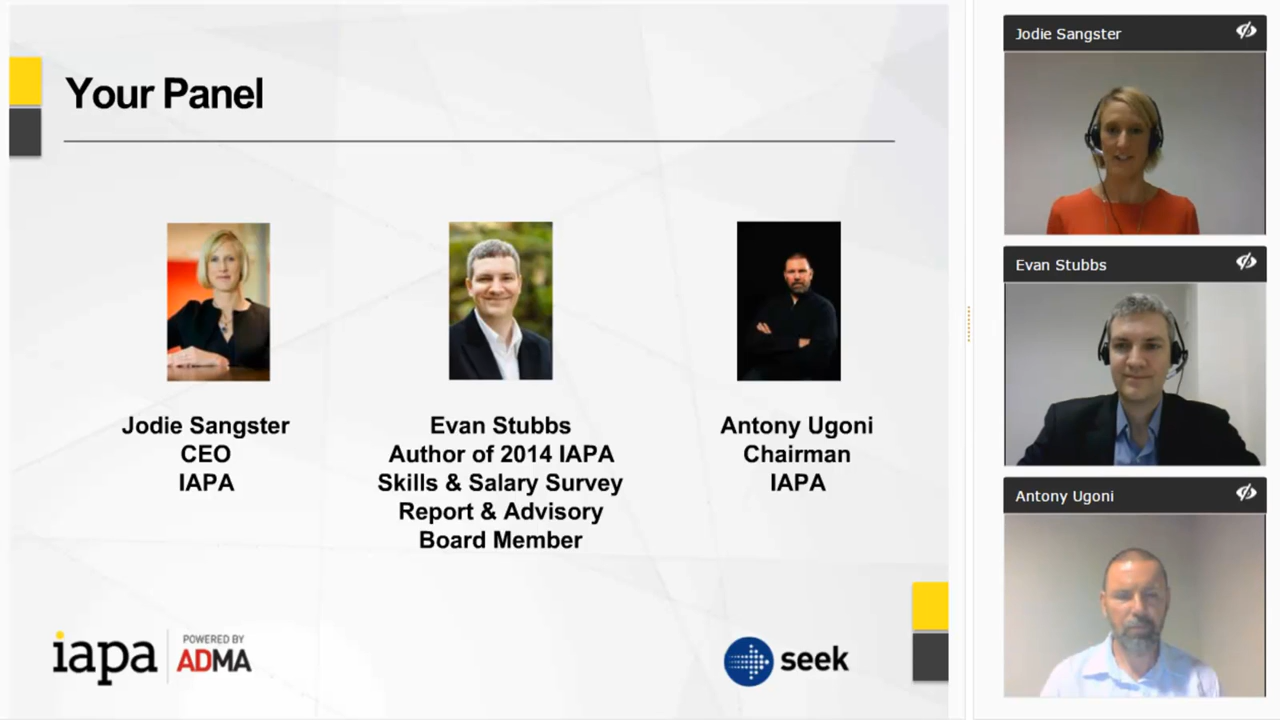 Your Panel
Jodie Sangster
CEO
IAPA
Evan Stubbs
Author of 2014 IAPA
Skills & Salary Survey
Report & Advisory
Board Member
Antony Ugoni
Chairman
IAPA
iapa
POWERED BY
ADMA
seek
Jodie Sangster
Evan Stubbs
Antony Ugoni